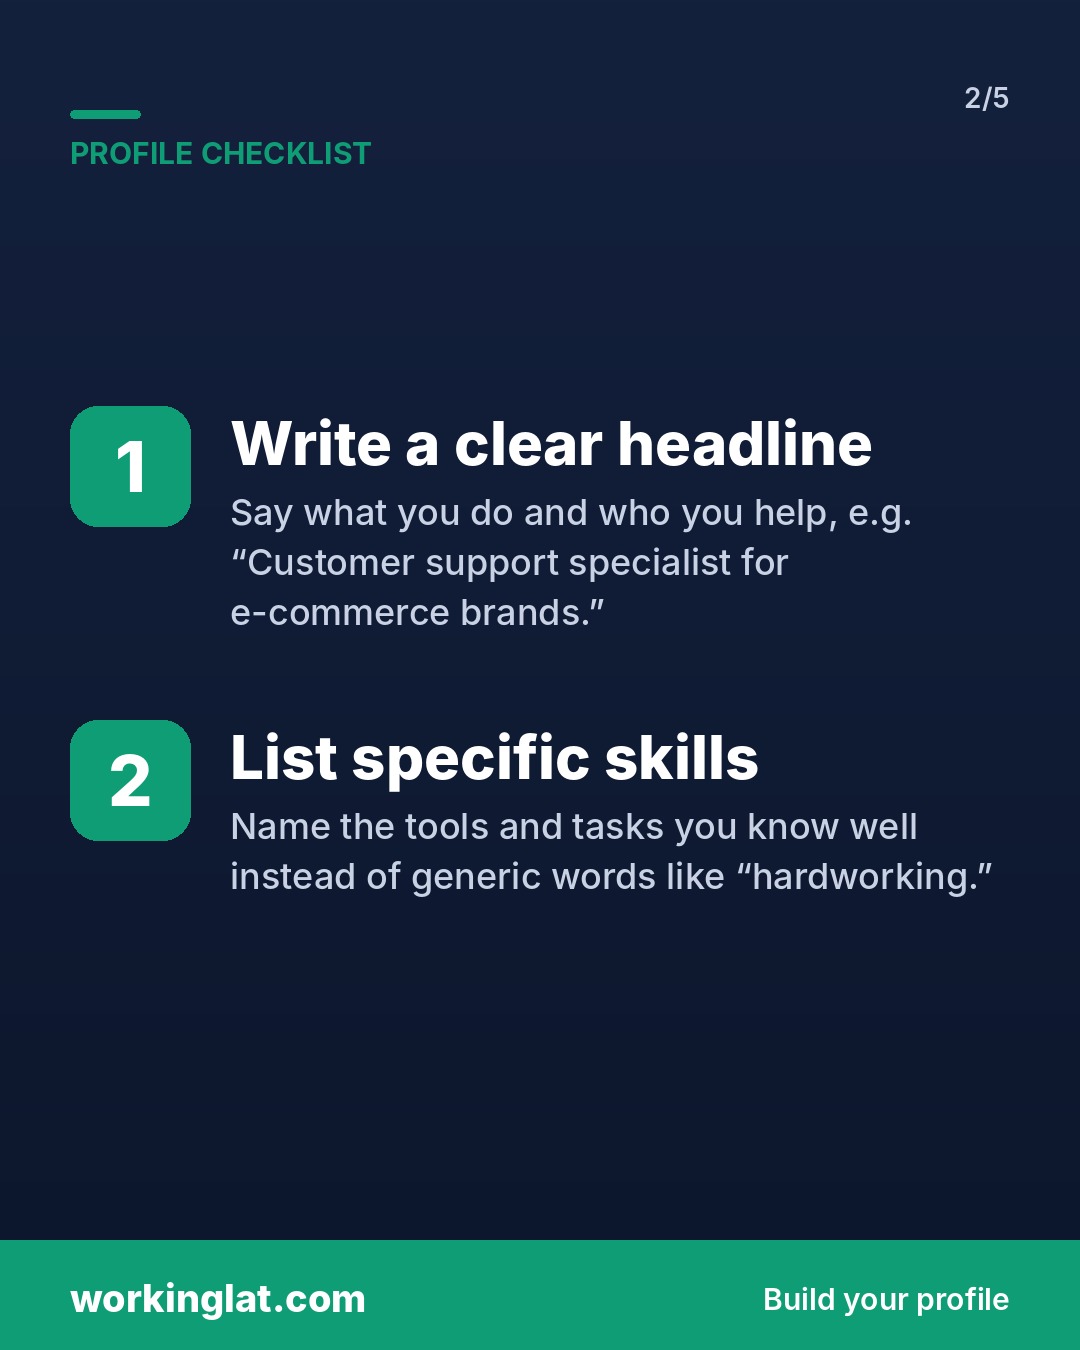 2/5
PROFILE CHECKLIST
1
Write a clear headline
Say what you do and who you help, e.g.
“Customer support specialist for
e-commerce brands.”
2
List specific skills
Name the tools and tasks you know well
instead of generic words like “hardworking.”
workinglat.com
Build your profile